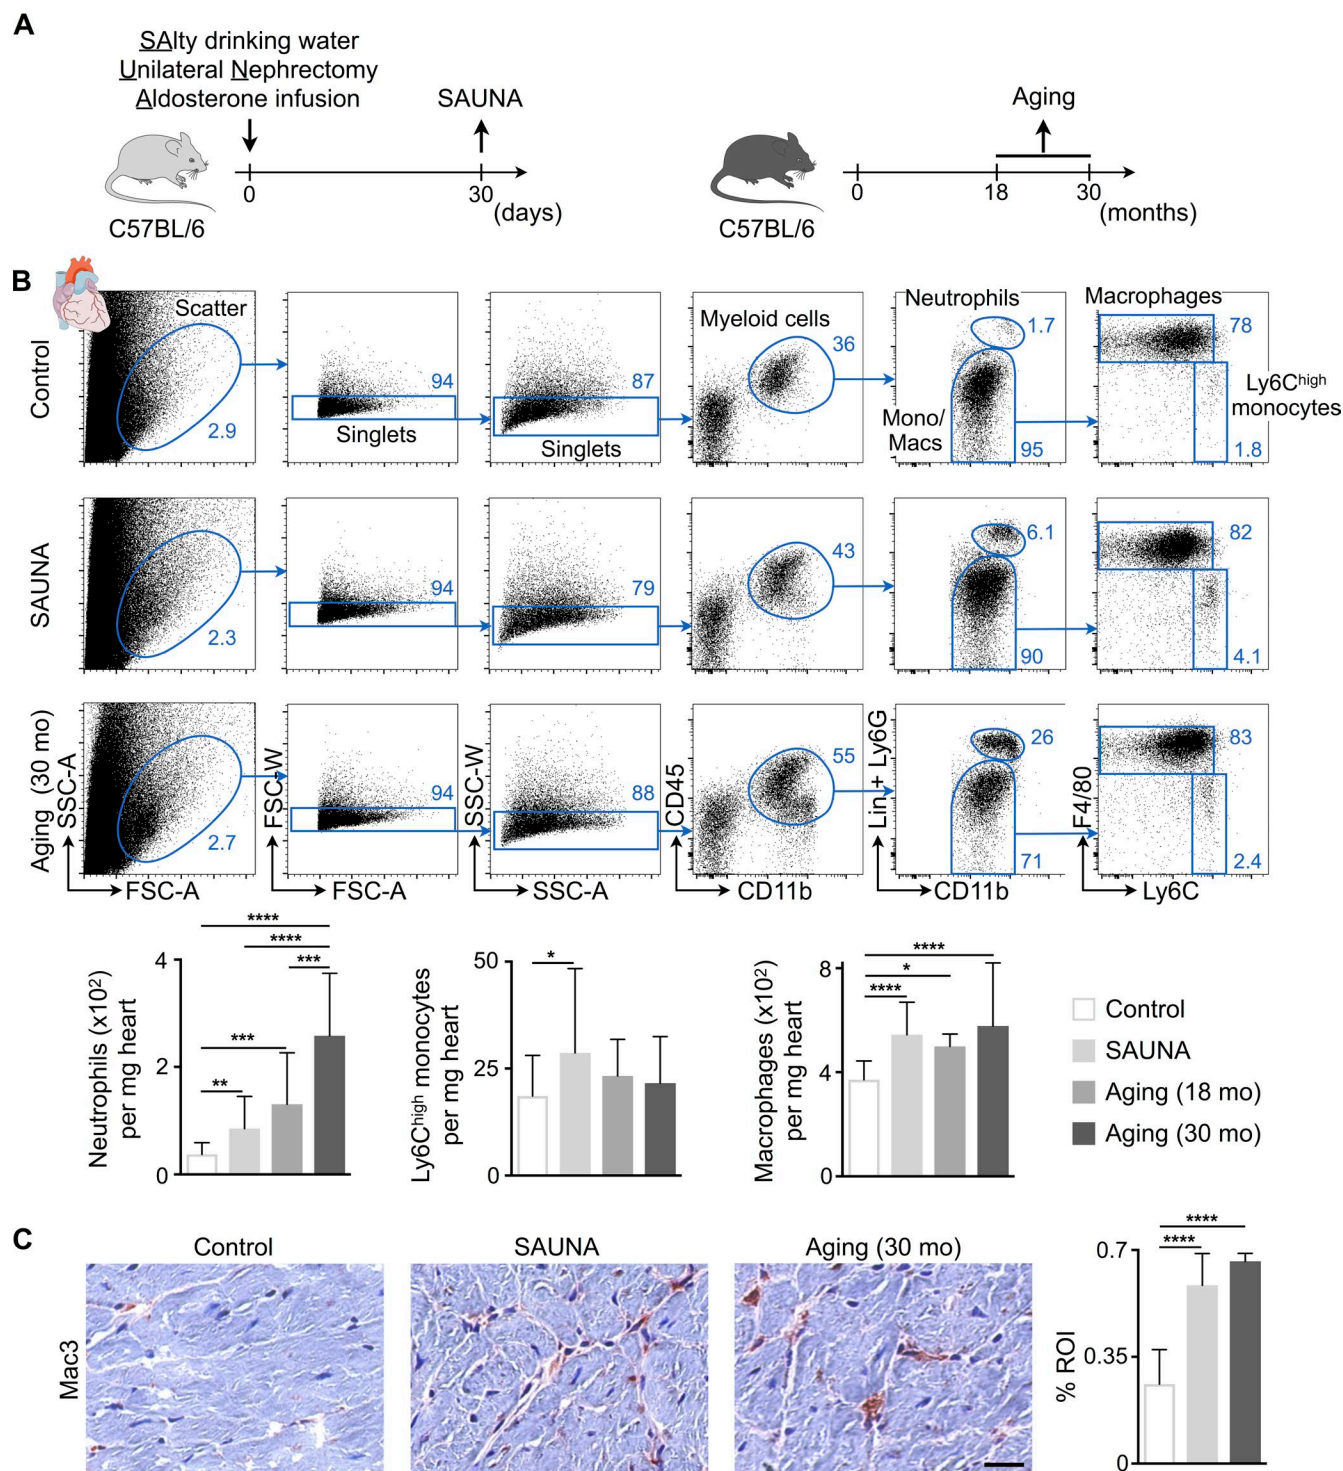 A
SAlty drinking water
Unilateral Nephrectomy
Aldosterone infusion
SAUNA
0
30
(days)
C57BL/6
Aging
0
18
30
(months)
C57BL/6
B
Control
Scatter
2.9
94
Singlets
87
Singlets
Myeloid cells
36
Neutrophils
1.7
Mono/
Macs
95
Macrophages
78
Ly6Chigh
monocytes
1.8
SAUNA
2.3
94
79
43
6.1
90
82
4.1
Aging (30 mo)
2.7
94
88
55
26
71
83
2.4
SSC-A
FSC-A
FSC-W
FSC-A
SSC-W
SSC-A
CD45
CD11b
Lin + Ly6G
CD11b
F4/80
Ly6C
Neutrophils (x10²)
per mg heart
4
2
0
****
****
***
***
**
Ly6Chigh monocytes
per mg heart
50
25
0
*
Macrophages (x10²)
per mg heart
8
4
0
****
*
****
Control
SAUNA
Aging (18 mo)
Aging (30 mo)
C
Mac3
Control
SAUNA
Aging (30 mo)
% ROI
0.7
0.35
0
****
****